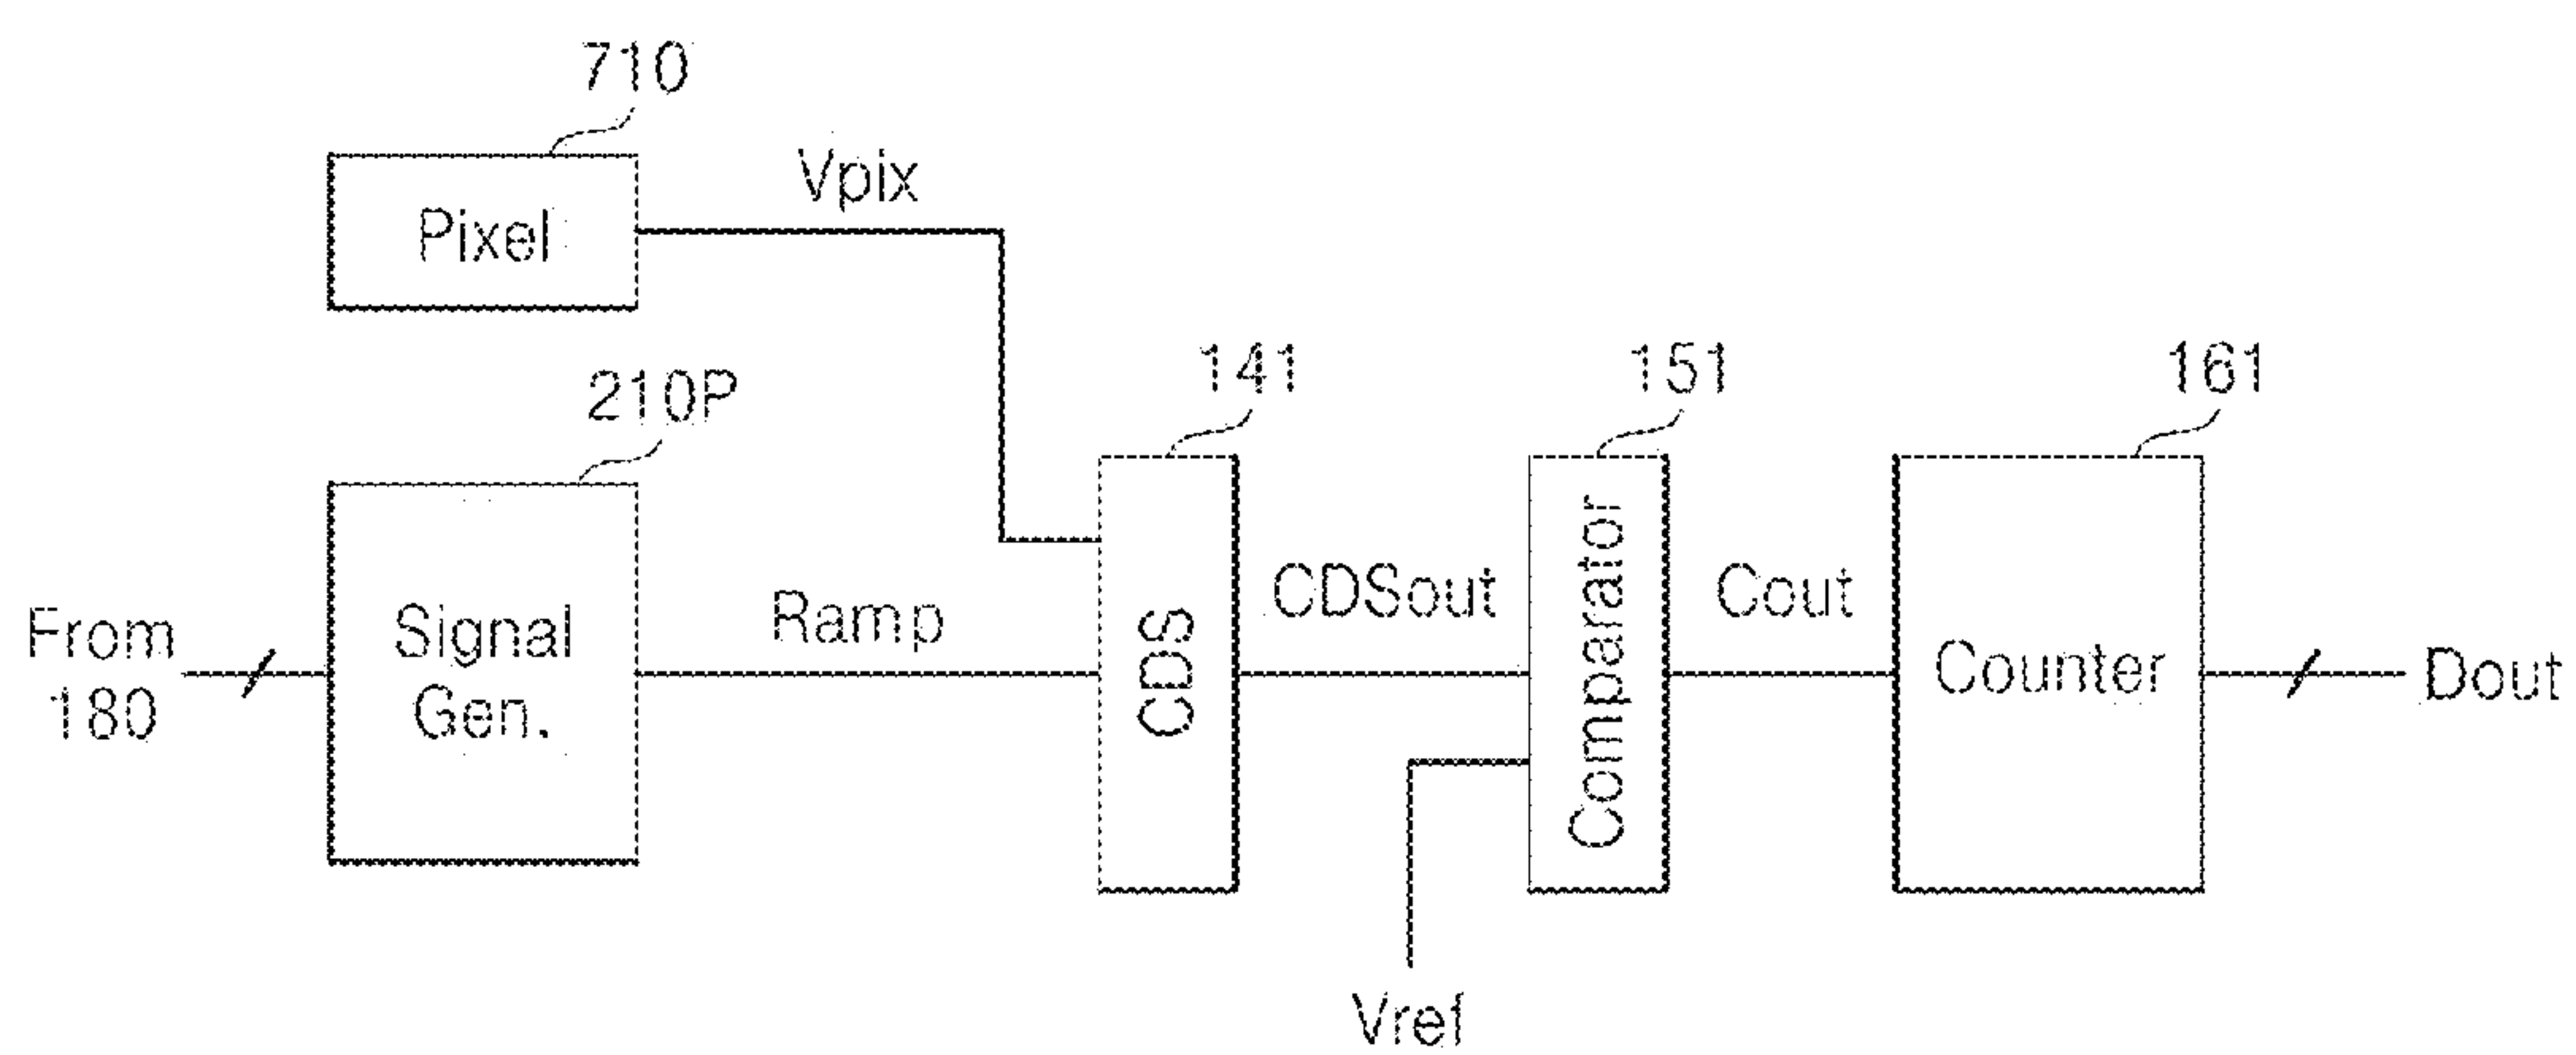 710
Pixel
Vpix
210P
From
180
Signal
Gen.
Ramp
141
CDS
CDSout
151
Comparator
Vref
Cout
161
Counter
Dout